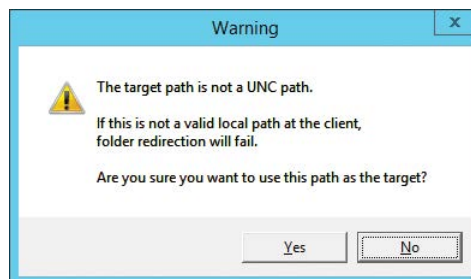 Warning
x
The target path is not a UNC path.
If this is not a valid local path at the client,
folder redirection will fail.
Are you sure you want to use this path as the target?
Yes
No